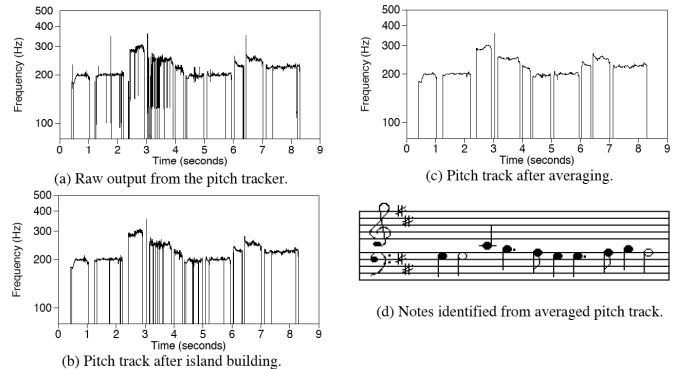 500
400
300
200
100
Frequency (Hz)
0 1 2 3 4 5 6 7 8 9
Time (seconds)
(a) Raw output from the pitch tracker.
500
400
300
200
100
Frequency (Hz)
0 1 2 3 4 5 6 7 8 9
Time (seconds)
(b) Pitch track after island building.
500
400
300
200
100
Frequency (Hz)
0 1 2 3 4 5 6 7 8 9
Time (seconds)
(c) Pitch track after averaging.
(d) Notes identified from averaged pitch track.